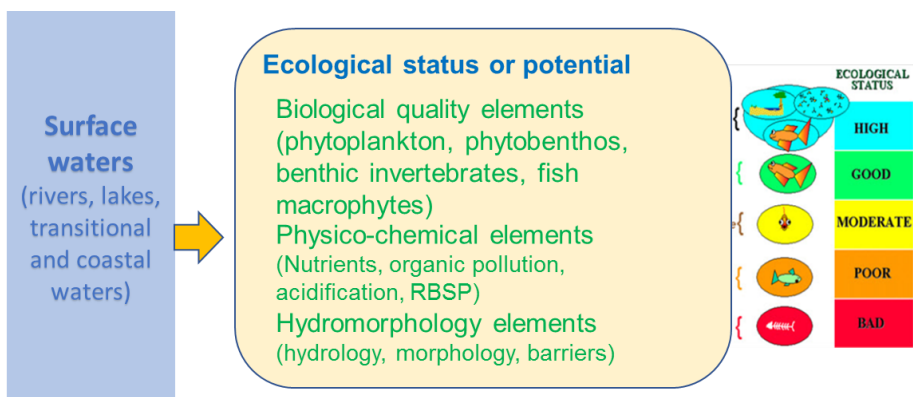 Surface
waters
(rivers, lakes,
transitional
and coastal
waters)
Ecological status or potential
Biological quality elements
(phytoplankton, phytobenthos,
benthic invertebrates, fish
macrophytes)
Physico-chemical elements
(Nutrients, organic pollution,
acidification, RBSP)
Hydromorphology elements
(hydrology, morphology, barriers)
ECOLOGICAL
STATUS
HIGH
GOOD
MODERATE
POOR
BAD